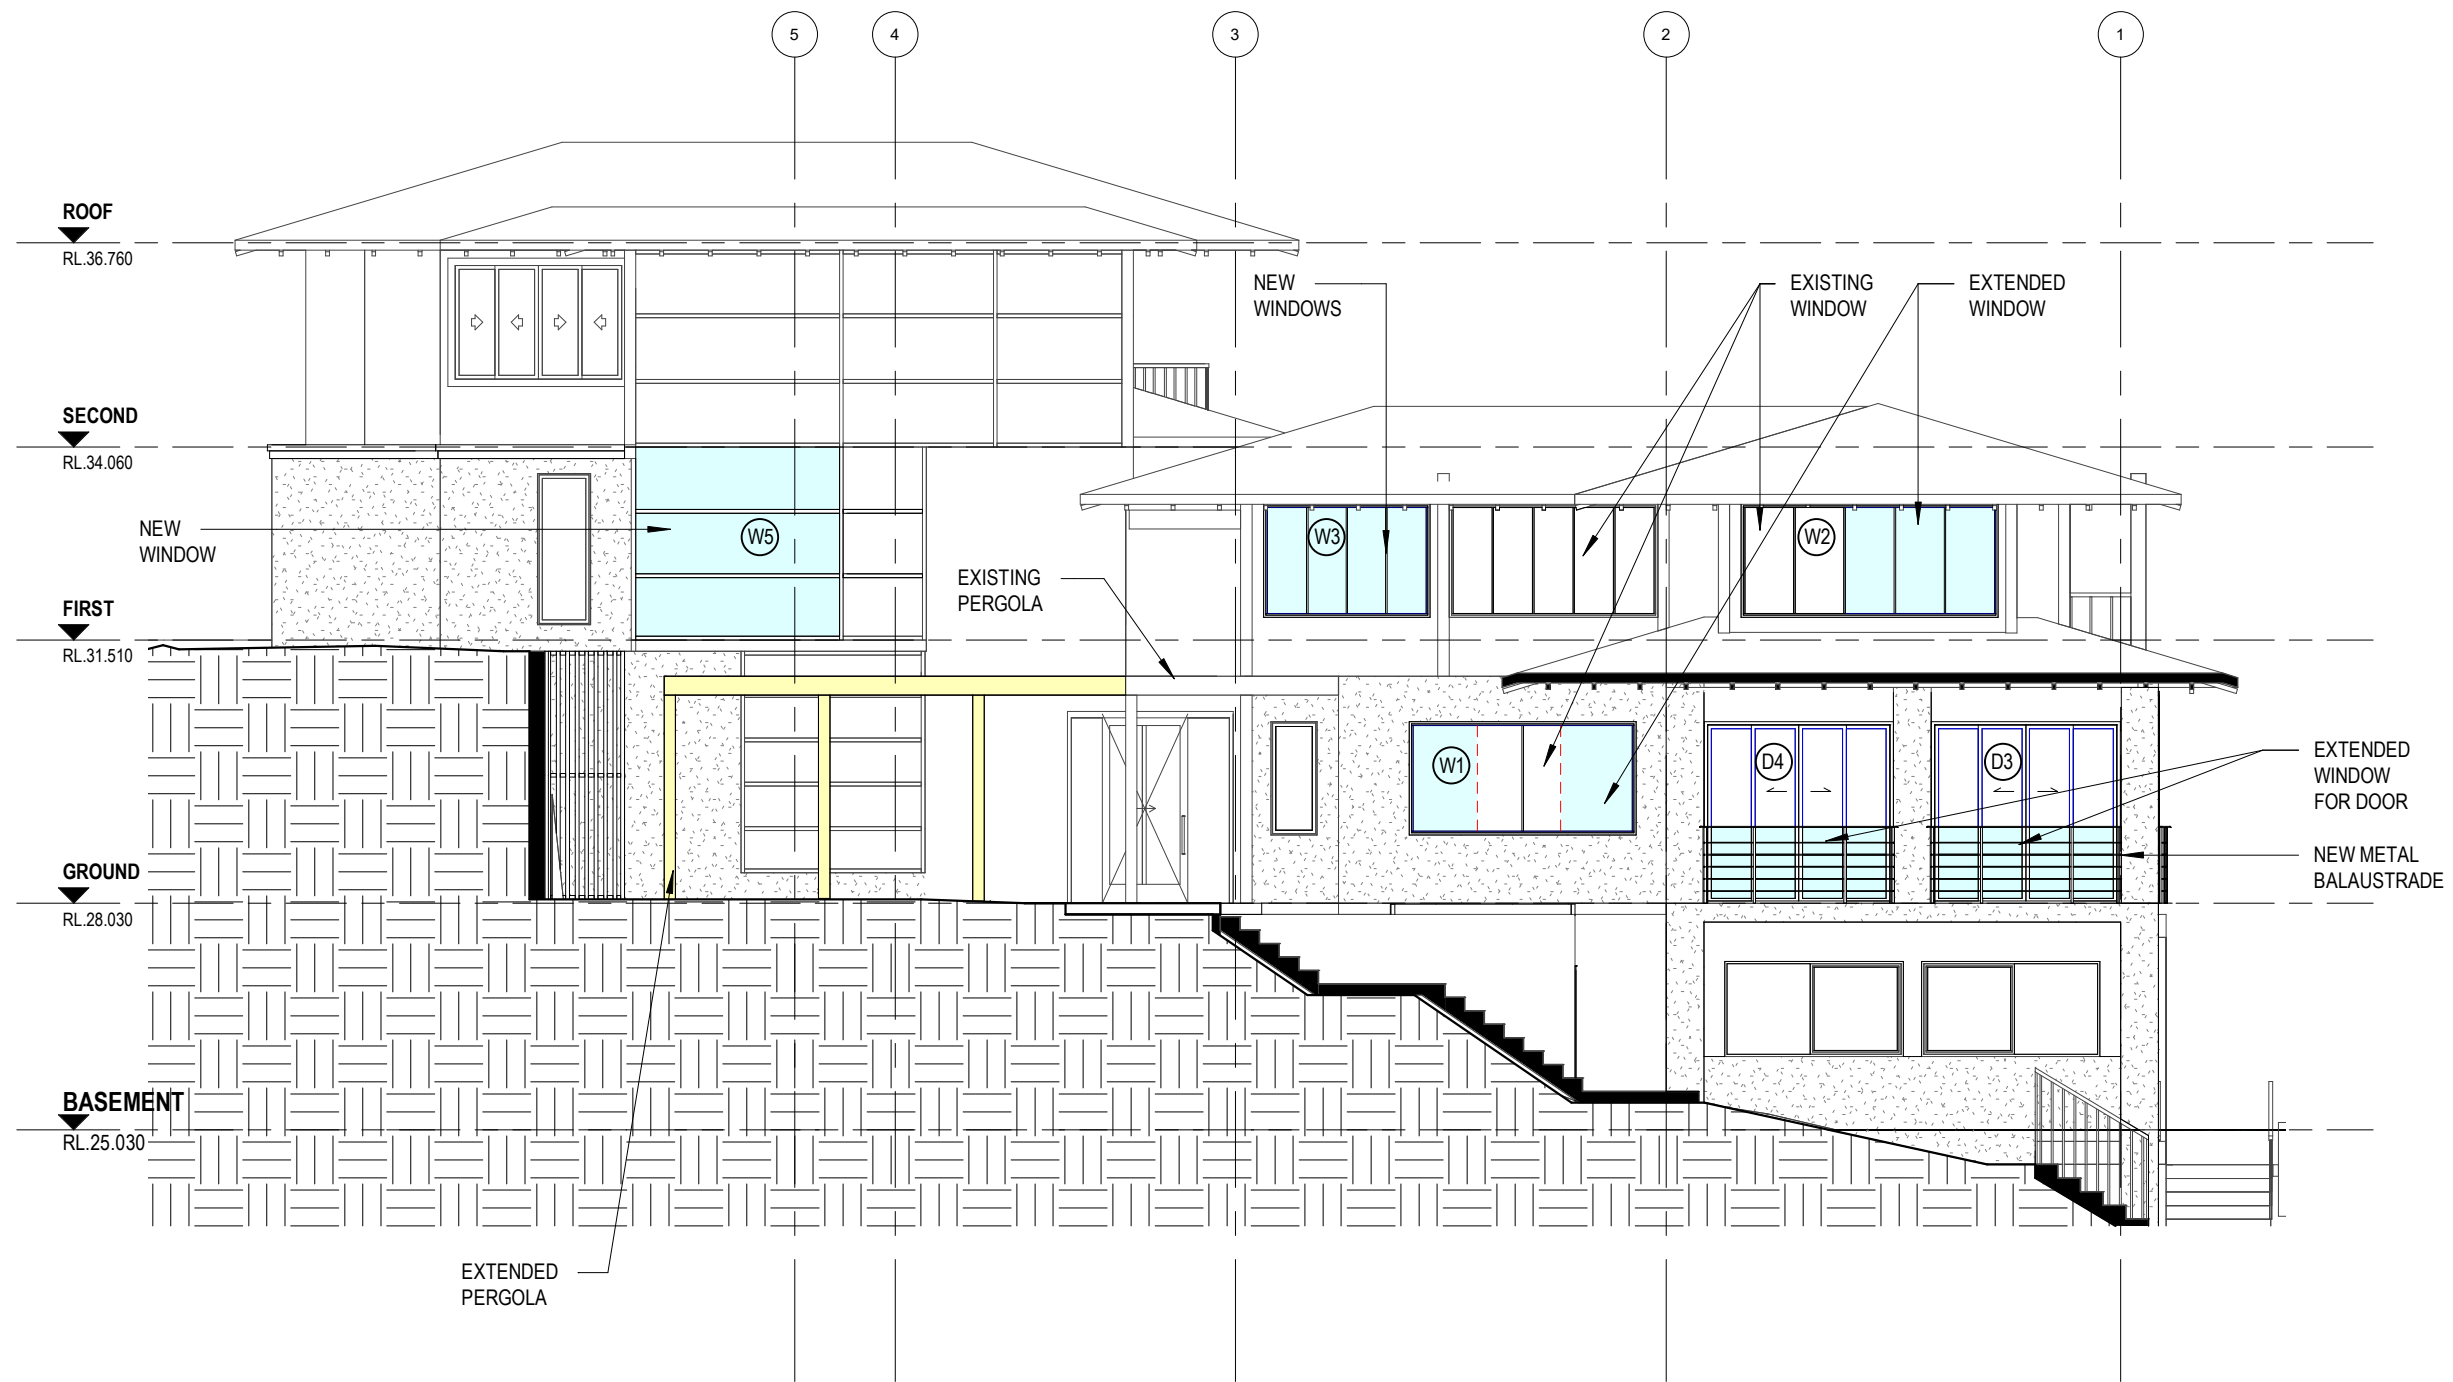 5
4
3
2
1
ROOF
RL.36.760
NEW
WINDOWS
EXISTING
WINDOW
EXTENDED
WINDOW
SECOND
RL.34.060
NEW
WINDOW
W5
W3
W2
EXISTING
PERGOLA
FIRST
RL.31.510
W1
D4
D3
EXTENDED
WINDOW
FOR DOOR
GROUND
RL.28.030
NEW METAL
BALAUSTRADE
BASEMENT
RL.25.030
EXTENDED
PERGOLA